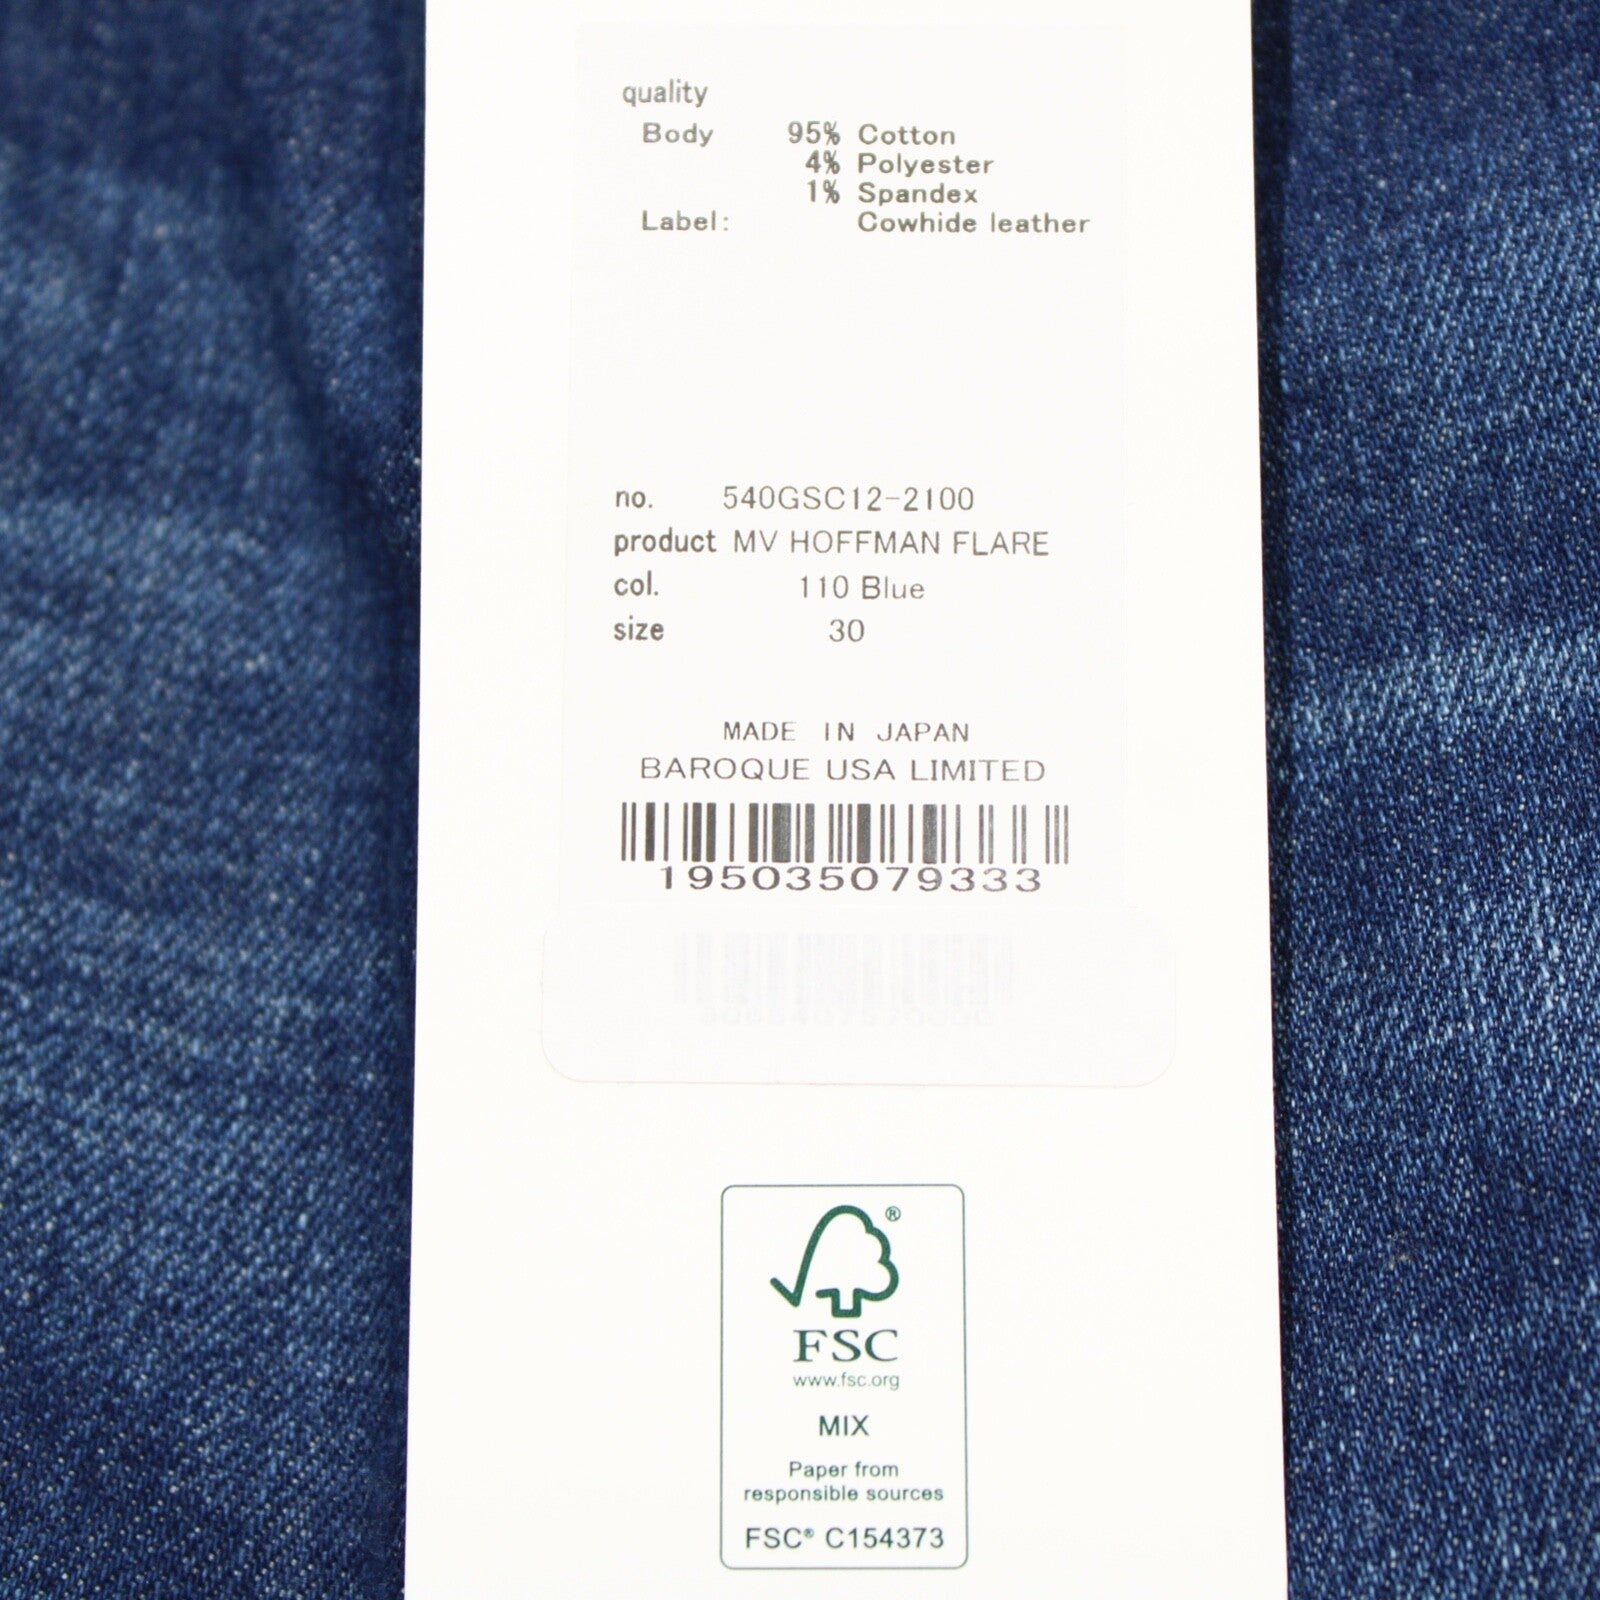 quality
Body 95% Cotton
4% Polyester
1% Spandex
Label: Cowhide leather
no. 540GSC12-2100
product MV HOFFMAN FLARE
col. 110 Blue
size 30
MADE IN JAPAN
BAROQUE USA LIMITED
195035079333
®
FSC
www.fsc.org
MIX
Paper from
responsible sources
FSC® C154373